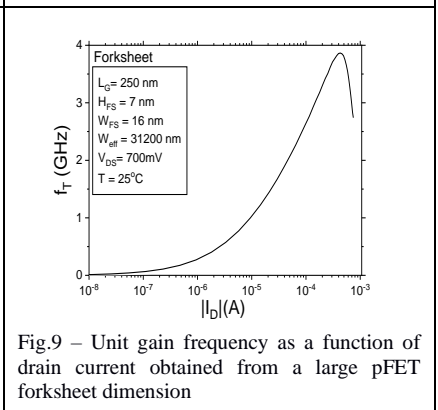 Forksheet
L_G= 250 nm
H_FS = 7 nm
W_FS = 16 nm
W_eff = 31200 nm
V_DS= 700mV
T = 25°C
f_T (GHz)
4
3
2
1
0
10^-8 10^-7 10^-6 10^-5 10^-4 10^-3
|I_D|(A)
Fig.9 – Unit gain frequency as a function of
drain current obtained from a large pFET
forksheet dimension